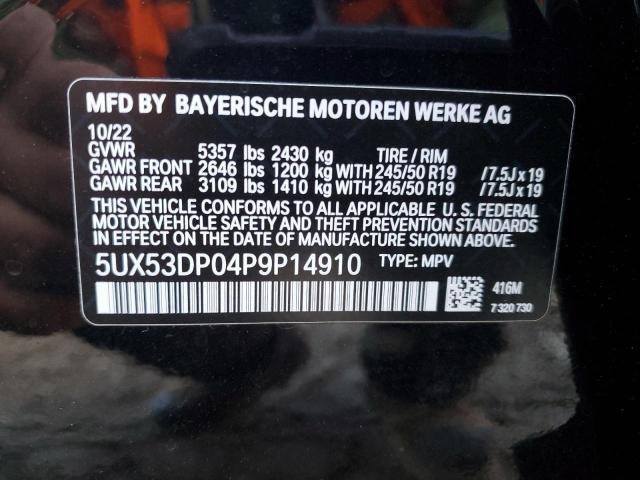 MFD BY BAYERISCHE MOTOREN WERKE AG
10/22
GVWR 5357 lbs 2430 kg TIRE / RIM
GAWR FRONT 2646 lbs 1200 kg WITH 245/50 R19 /7.5J x 19
GAWR REAR 3109 lbs 1410 kg WITH 245/50 R19 /7.5J x 19
THIS VEHICLE CONFORMS TO ALL APPLICABLE U. S. FEDERAL
MOTOR VEHICLE SAFETY AND THEFT PREVENTION STANDARDS
IN EFFECT ON THE DATE OF MANUFACTURE SHOWN ABOVE.
5UX53DP04P9P14910 TYPE: MPV
416M
7 320 730